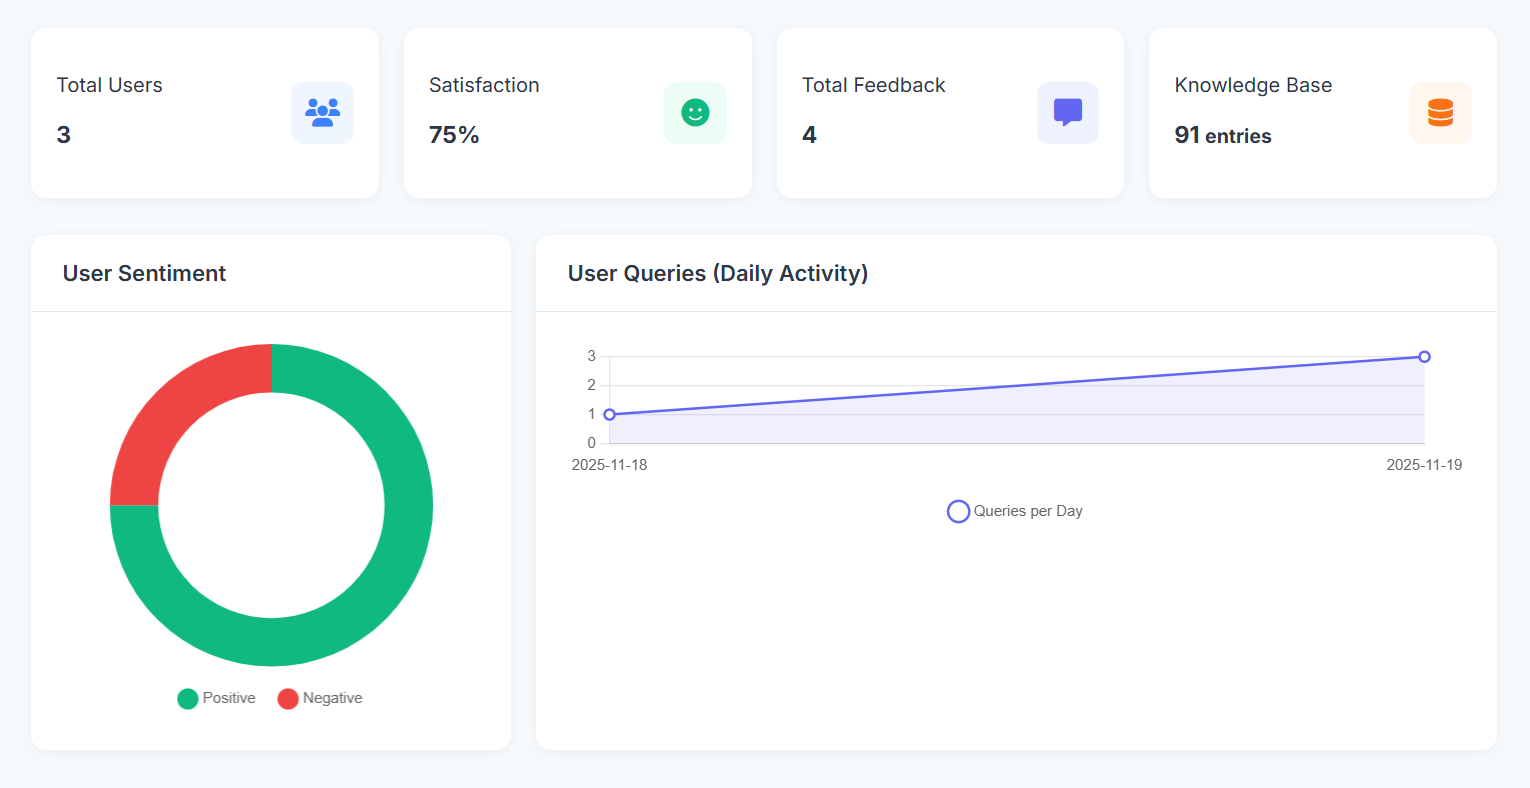 Total Users
3
Satisfaction
75%
Total Feedback
4
Knowledge Base
91 entries
User Sentiment
Positive
Negative
User Queries (Daily Activity)
3
2
1
0
2025-11-18
2025-11-19
Queries per Day